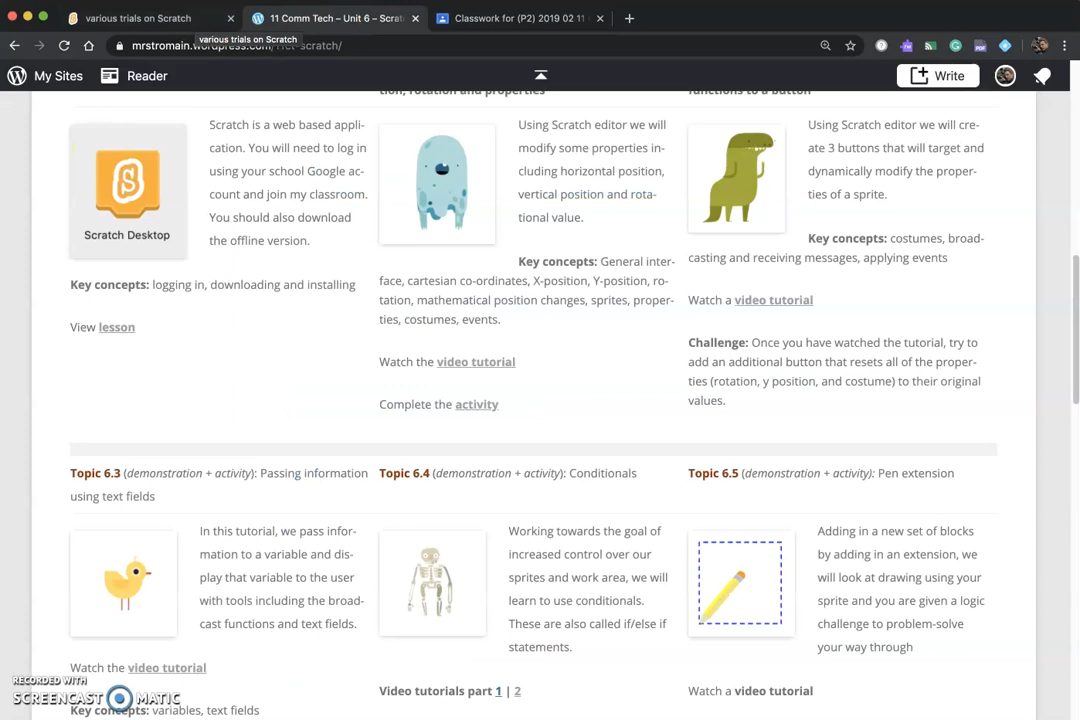 various trials on Scratch
11 Comm Tech – Unit 6 – Scrat
Classwork for (P2) 2019 02 11
various trials on Scratch
mrstromain.wordpress.com
-scratch/
My Sites
Reader
Write
tion, rotation and properties
functions to a button
Scratch Desktop
Scratch is a web based appli-
cation. You will need to log in
using your school Google ac-
count and join my classroom.
You should also download
the offline version.
Key concepts: logging in, downloading and installing
View lesson
Using Scratch editor we will
modify some properties in-
cluding horizontal position,
vertical position and rota-
tional value.
Key concepts: General inter-
face, cartesian co-ordinates, X-position, Y-position, ro-
tation, mathematical position changes, sprites, proper-
ties, costumes, events.
Watch the video tutorial
Complete the activity
Using Scratch editor we will cre-
ate 3 buttons that will target and
dynamically modify the proper-
ties of a sprite.
Key concepts: costumes, broad-
casting and receiving messages, applying events
Watch a video tutorial
Challenge: Once you have watched the tutorial, try to
add an additional button that resets all of the proper-
ties (rotation, y position, and costume) to their original
values.
Topic 6.3 (demonstration + activity): Passing information
using text fields
In this tutorial, we pass infor-
mation to a variable and dis-
play that variable to the user
with tools including the broad-
cast functions and text fields.
Watch the video tutorial
Key concepts: variables, text fields
Topic 6.4 (demonstration + activity): Conditionals
Working towards the goal of
increased control over our
sprites and work area, we will
learn to use conditionals.
These are also called if/else if
statements.
Video tutorials part 1 | 2
Topic 6.5 (demonstration + activity): Pen extension
Adding in a new set of blocks
by adding in an extension, we
will look at drawing using your
sprite and you are given a logic
challenge to problem-solve
your way through
Watch a video tutorial
RECORDED WITH
SCREENCAST MATIC